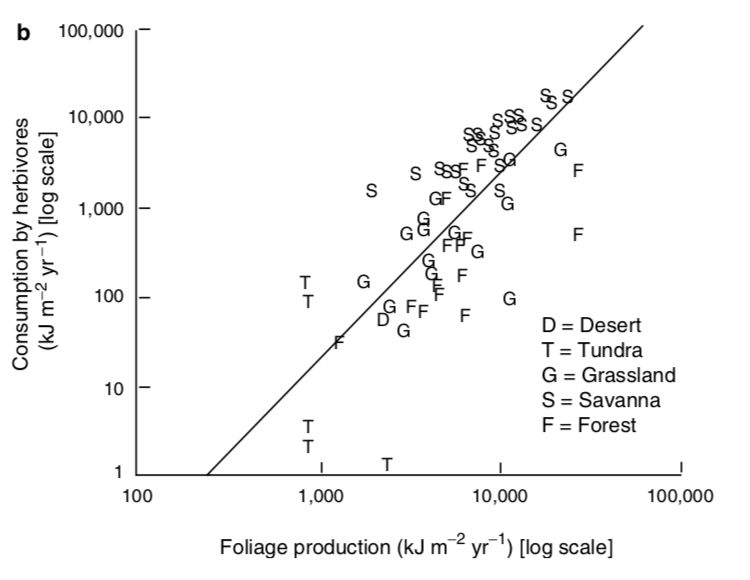 b
100,000
10,000
1,000
100
10
1
Consumption by herbivores
(kJ m⁻² yr⁻¹) [log scale]
S S S
S S S
S S S S
S S S S
S S S
S S
G
S S S S F F S G F
S S S S G
G F
G
G G G F F F F
G G
G F
T G F
T F G
G F F F
D G
F
T
T
T
D = Desert
T = Tundra
G = Grassland
S = Savanna
F = Forest
100 1,000 10,000 100,000
Foliage production (kJ m⁻² yr⁻¹) [log scale]